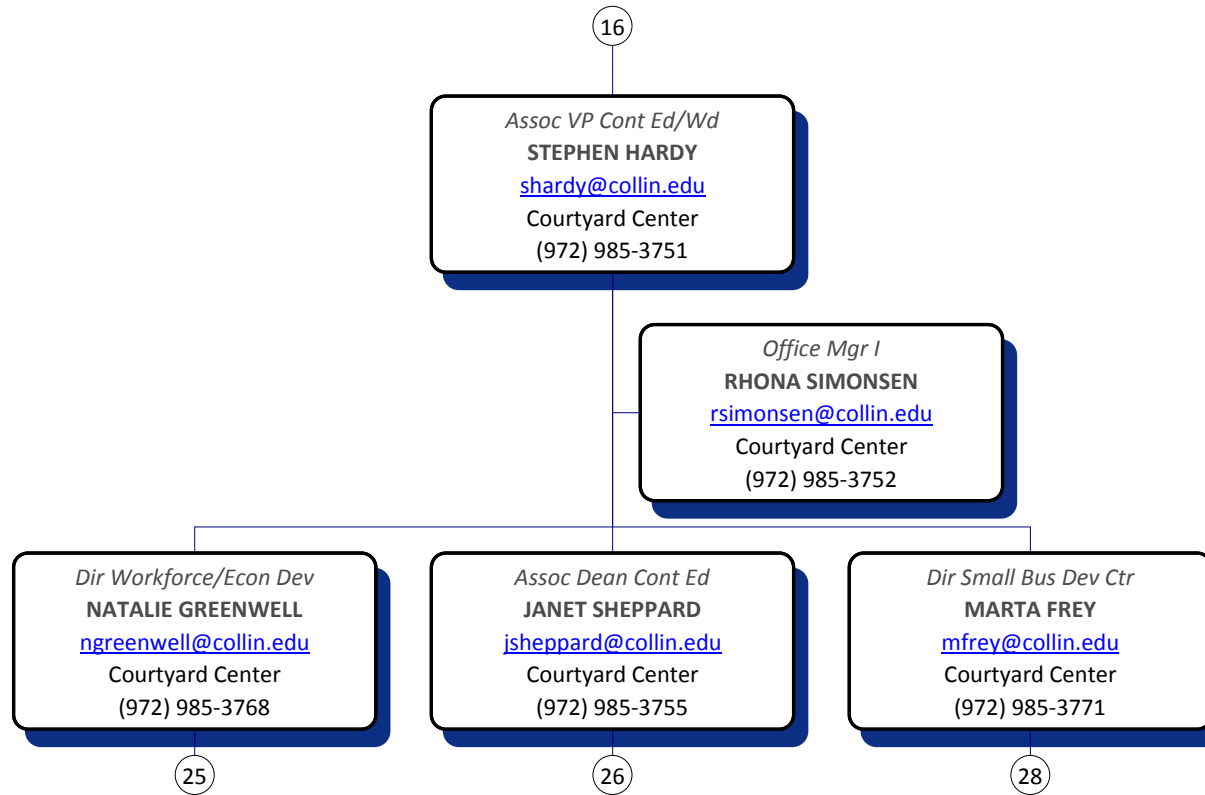 16
Assoc VP Cont Ed/Wd
STEPHEN HARDY
shardy@collin.edu
Courtyard Center
(972) 985-3751
Office Mgr I
RHONA SIMONSEN
rsimonsen@collin.edu
Courtyard Center
(972) 985-3752
Dir Workforce/Econ Dev
NATALIE GREENWELL
ngreenwell@collin.edu
Courtyard Center
(972) 985-3768
25
Assoc Dean Cont Ed
JANET SHEPPARD
jsheppard@collin.edu
Courtyard Center
(972) 985-3755
26
Dir Small Bus Dev Ctr
MARTA FREY
mfrey@collin.edu
Courtyard Center
(972) 985-3771
28